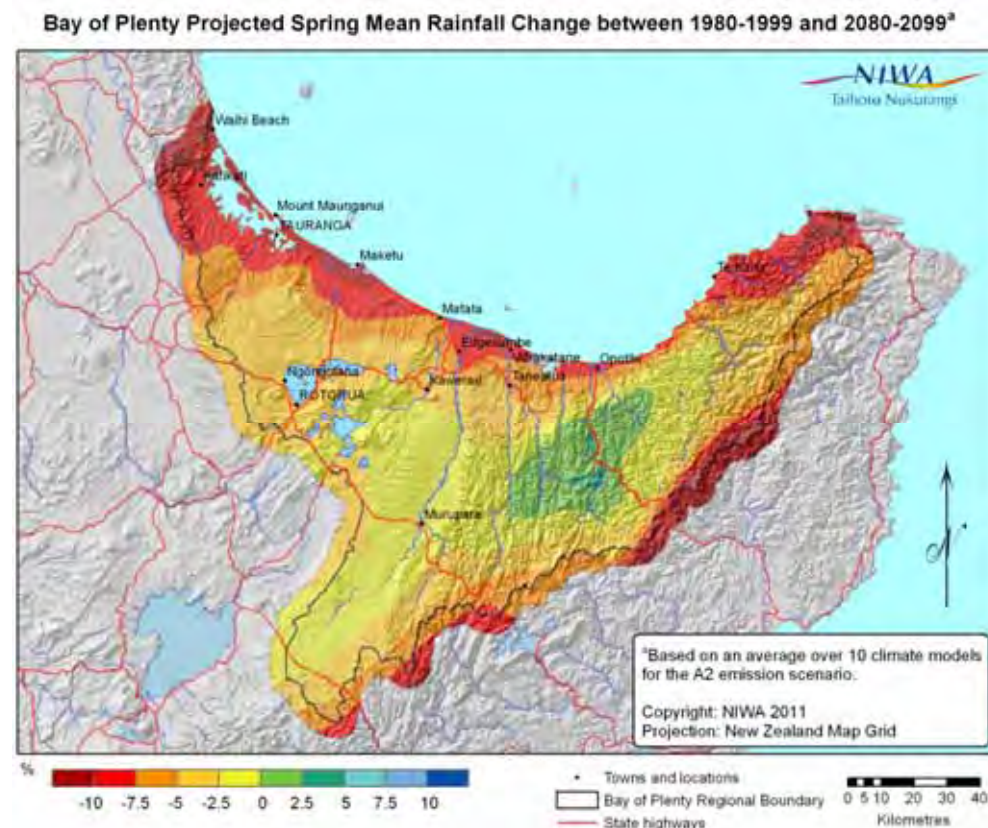 Bay of Plenty Projected Spring Mean Rainfall Change between 1980-1999 and 2080-2099ᵃ
NIWA
Taihoro Nukurangi
Waihi Beach
Mount Maunganui
TAURANGA
Maketu
Matata
Edgecumbe
Whakatane
Opotiki
Taneatua
Kawerau
Ngongotaha
ROTORUA
Murupara
N
ᵃBased on an average over 10 climate models
for the A2 emission scenario.
Copyright: NIWA 2011
Projection: New Zealand Map Grid
%
-10 -7.5 -5 -2.5 0 2.5 5 7.5 10
Towns and locations
Bay of Plenty Regional Boundary
State highways
0 5 10 20 30 40
Kilometres